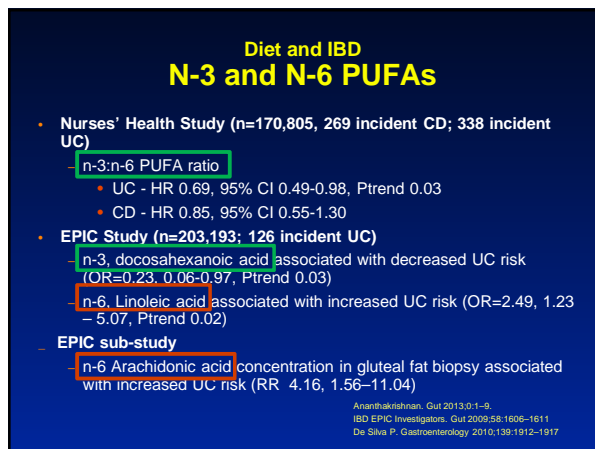 Diet and IBD
N-3 and N-6 PUFAs
• Nurses' Health Study (n=170,805, 269 incident CD; 338 incident
UC)
– n-3:n-6 PUFA ratio
• UC - HR 0.69, 95% CI 0.49-0.98, Ptrend 0.03
• CD - HR 0.85, 95% CI 0.55-1.30
• EPIC Study (n=203,193; 126 incident UC)
– n-3, docosahexanoic acid associated with decreased UC risk
(OR=0.23, 0.06-0.97, Ptrend 0.03)
– n-6, Linoleic acid associated with increased UC risk (OR=2.49, 1.23
– 5.07, Ptrend 0.02)
_ EPIC sub-study
– n-6 Arachidonic acid concentration in gluteal fat biopsy associated
with increased UC risk (RR 4.16, 1.56–11.04)
Ananthakrishnan. Gut 2013;0:1–9.
IBD EPIC Investigators. Gut 2009;58:1606–1611
De Silva P. Gastroenterology 2010;139:1912–1917